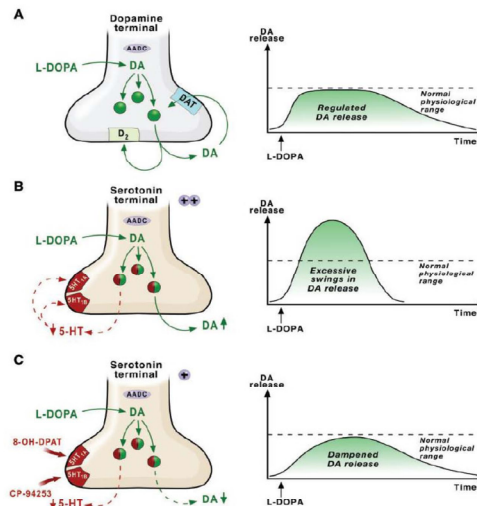 A
Dopamine
terminal
AADC
L-DOPA
DA
DAT
D2
DA
DA
release
Normal
physiological
range
Regulated
DA release
Time
L-DOPA
B
Serotonin
terminal
++
AADC
L-DOPA
DA
5HT1A
5HT1B
5-HT
DA
DA
release
Normal
physiological
range
Excessive
swings in
DA release
Time
L-DOPA
C
Serotonin
terminal
+
AADC
L-DOPA
DA
8-OH-DPAT
5HT1A
5HT1B
CP-94253
5-HT
DA
DA
release
Normal
physiological
range
Dampened
DA release
Time
L-DOPA